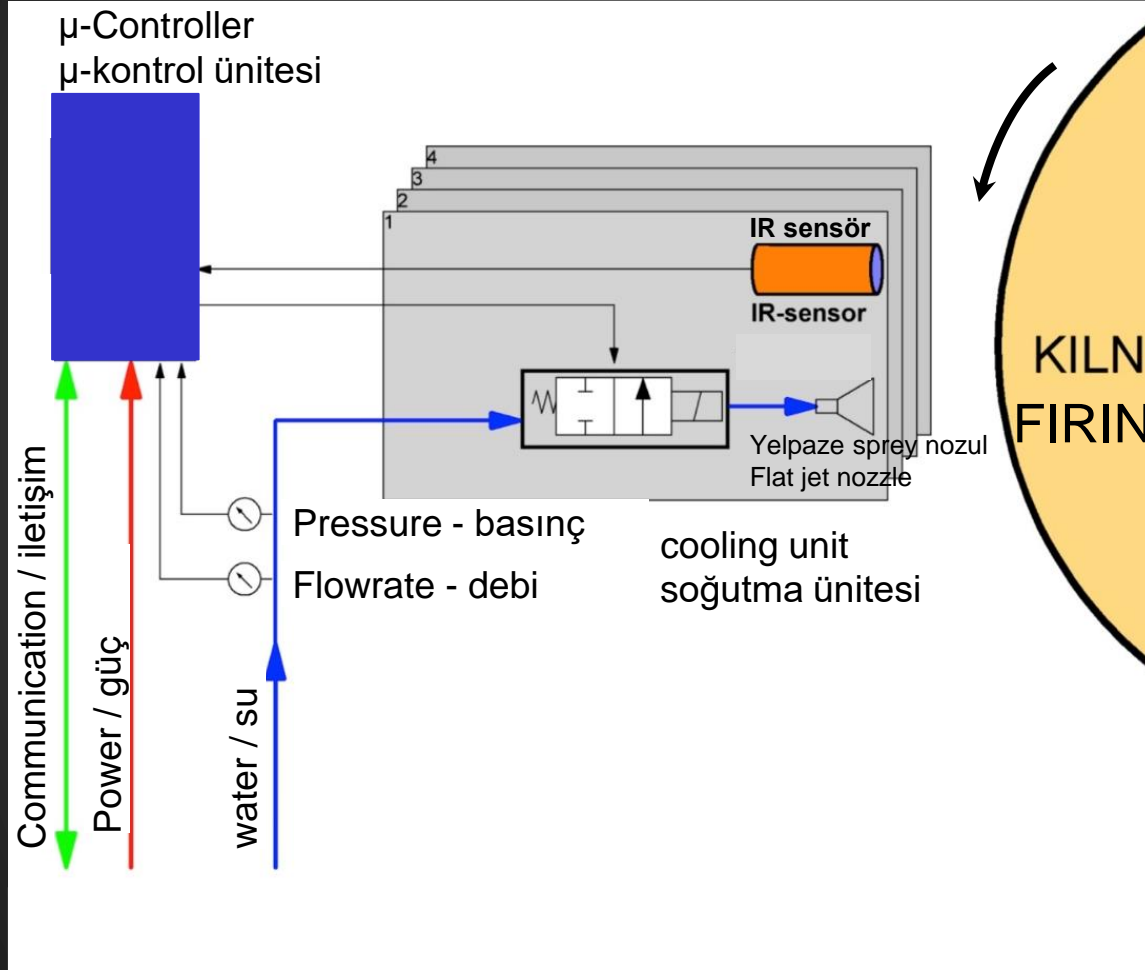 µ-Controller
µ-kontrol ünitesi
4
3
2
1
IR sensör
IR-sensor
KILN
FIRIN
Yelpaze sprey nozul
Flat jet nozzle
Pressure - basınç
Flowrate - debi
cooling unit
soğutma ünitesi
Communication / iletişim
Power / güç
water / su